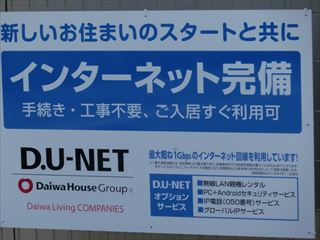 新しいお住まいのスタートと共に
インターネット完備
手続き・工事不要、ご入居すぐ利用可
D.U-NET
Daiwa House Group®
Daiwa Living COMPANIES
最大概ね1Gbpsのインターネット回線を利用しています!
D.U-NET
オプション
サービス
■無線LAN親機レンタル
■PC+Androidセキュリティサービス
■IP電話(050番号)サービス
■グローバルIPサービス